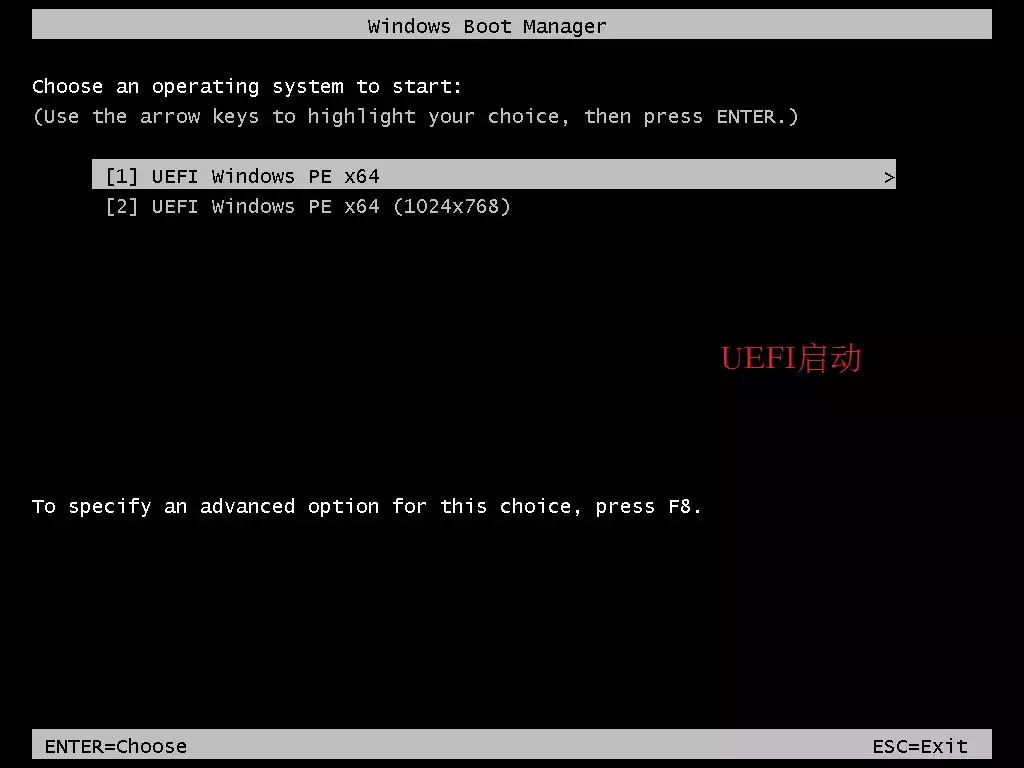 Windows Boot Manager
Choose an operating system to start:
(Use the arrow keys to highlight your choice, then press ENTER.)
[1] UEFI Windows PE x64 >
[2] UEFI Windows PE x64 (1024x768)
UEFI启动
To specify an advanced option for this choice, press F8.
ENTER=Choose ESC=Exit